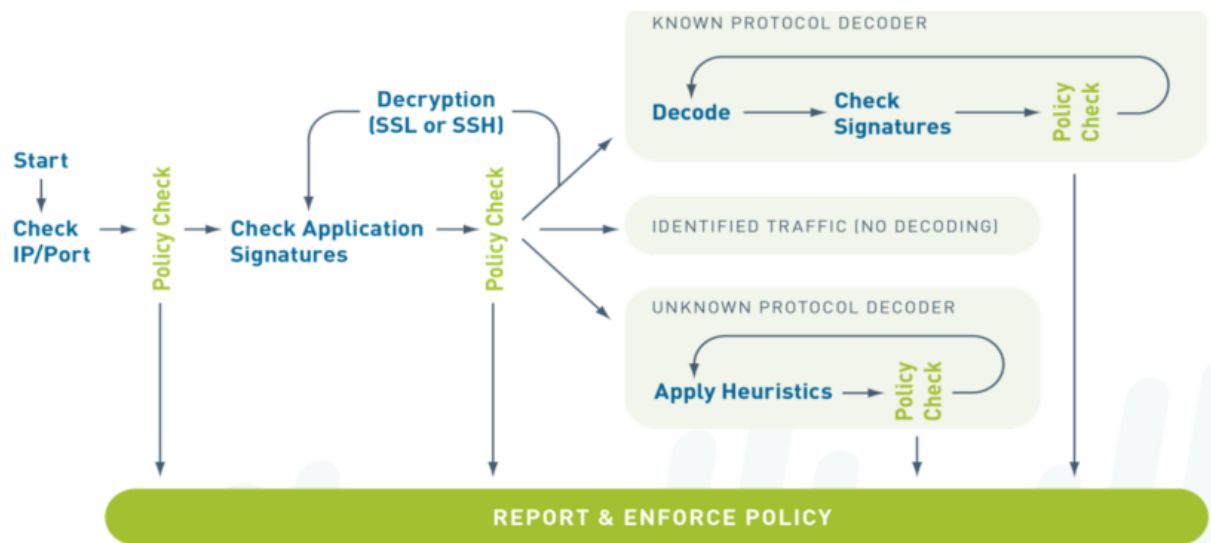 KNOWN PROTOCOL DECODER
Decryption
(SSL or SSH)
Decode
Check
Signatures
Policy
Check
Start
Check
IP/Port
Policy Check
Check Application
Signatures
Policy Check
IDENTIFIED TRAFFIC (NO DECODING)
UNKNOWN PROTOCOL DECODER
Apply Heuristics
Policy
Check
REPORT & ENFORCE POLICY